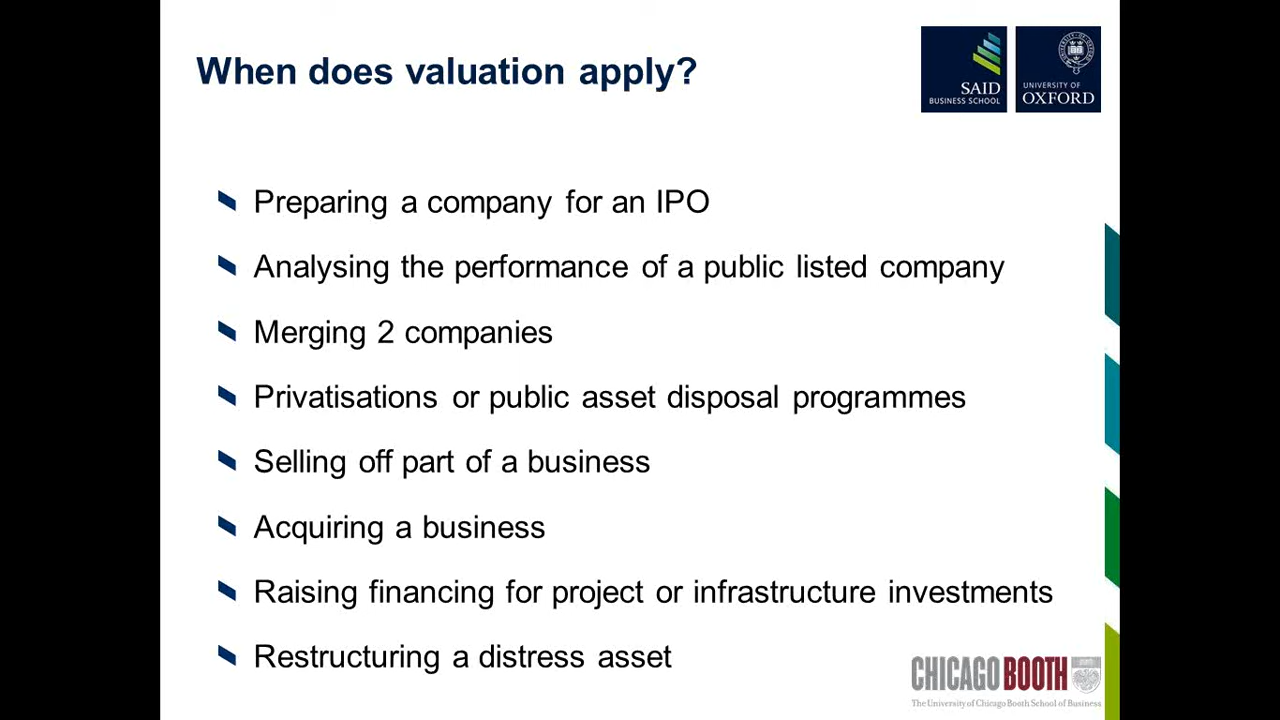 When does valuation apply?
SAID
BUSINESS SCHOOL
UNIVERSITY OF
OXFORD
Preparing a company for an IPO
Analysing the performance of a public listed company
Merging 2 companies
Privatisations or public asset disposal programmes
Selling off part of a business
Acquiring a business
Raising financing for project or infrastructure investments
Restructuring a distress asset
CHICAGO BOOTH
The University of Chicago Booth School of Business